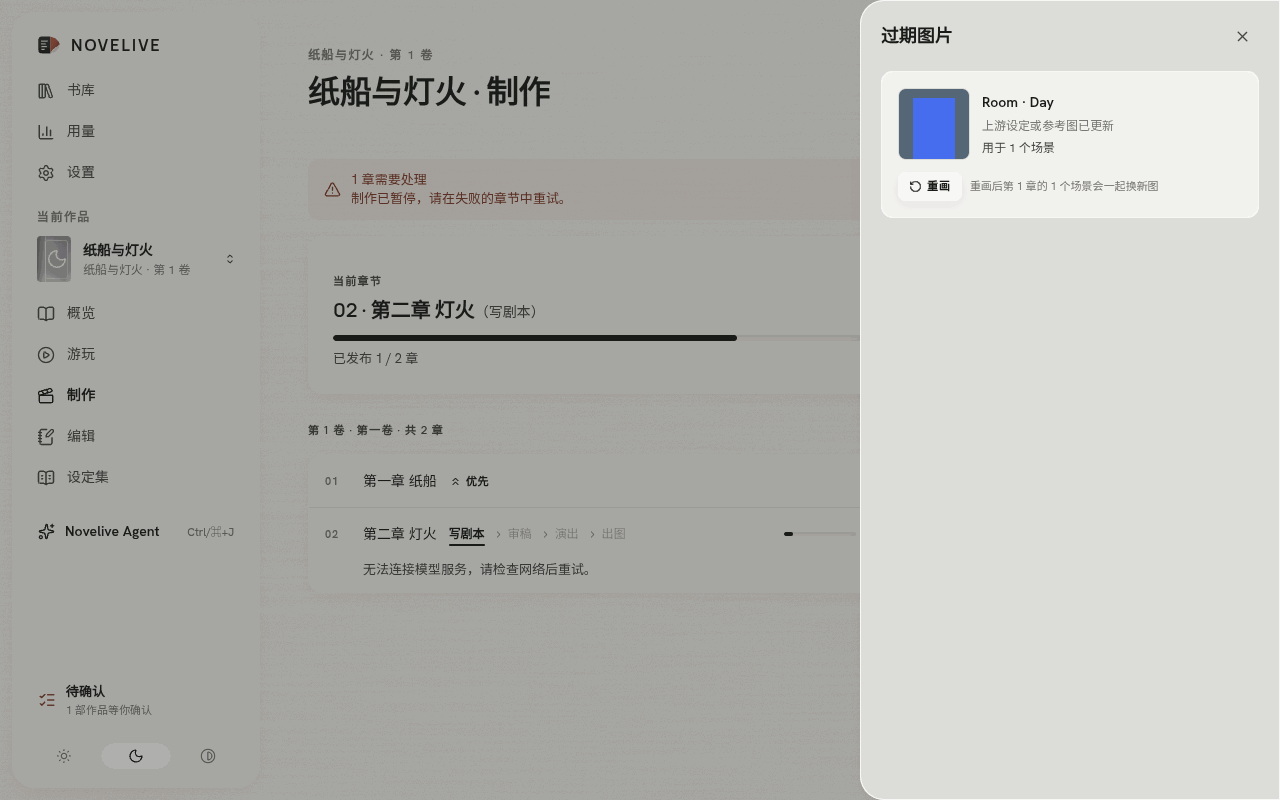 NOVELIVE
书库
用量
设置
当前作品
纸船与灯火
纸船与灯火 · 第 1 卷
概览
游玩
制作
编辑
设定集
Novelive Agent
Ctrl/⌘+J
待确认
1 部作品等你确认
纸船与灯火 · 第 1 卷
纸船与灯火 · 制作
1 章需要处理
制作已暂停，请在失败的章节中重试。
当前章节
02 · 第二章 灯火（写剧本）
已发布 1 / 2 章
第 1 卷 · 第一卷 · 共 2 章
01 第一章 纸船 优先
02 第二章 灯火 写剧本 › 审稿 › 演出 › 出图
无法连接模型服务，请检查网络后重试。
过期图片
Room · Day
上游设定或参考图已更新
用于 1 个场景
重画 重画后第 1 章的 1 个场景会一起换新图